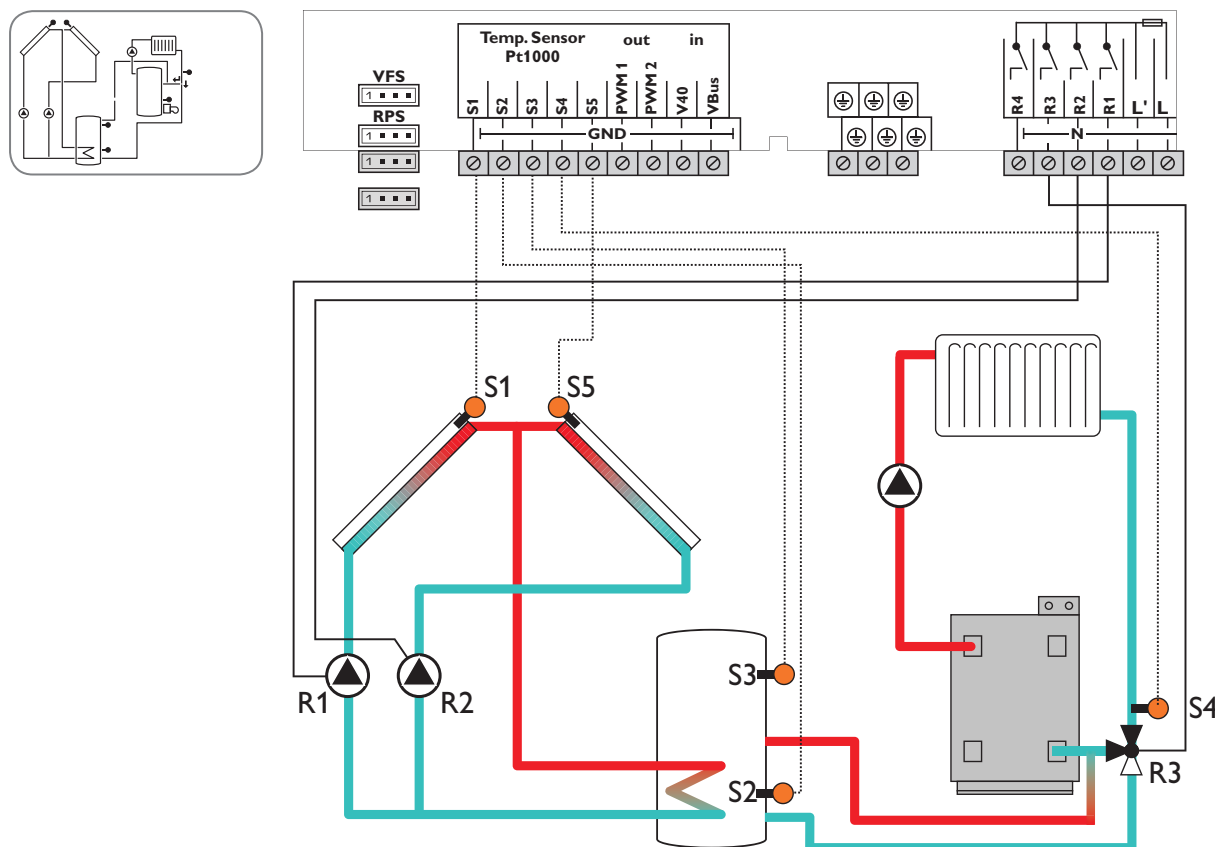 Temp. Sensor
Pt1000
out
in
VFS
1
RPS
1
1
1
S1
S2
S3
S4
S5
PWM 1
PWM 2
V40
VBus
GND
R4
R3
R2
R1
L'
L
N
S1
S5
R1
R2
S3
S2
S4
R3